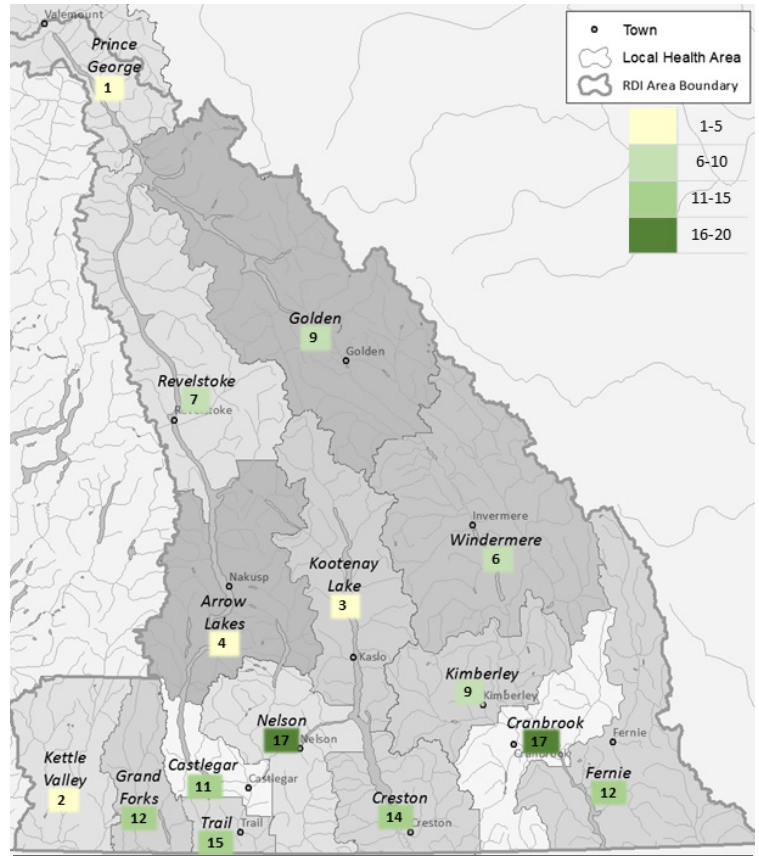 Valemount
Prince
George
1
Town
Local Health Area
RDI Area Boundary
1-5
6-10
11-15
16-20
Golden
9
Golden
Revelstoke
7
Revelstoke
Invermere
Windermere
6
Kootenay
Lake
3
Nakusp
Arrow
Lakes
4
Kaslo
Kimberley
9
Kimberley
Nelson
17
Nelson
Cranbrook
17
Cranbrook
Fernie
Fernie
12
Kettle
Valley
2
Grand
Forks
12
Castlegar
11
Castlegar
Trail
15
Trail
Creston
14
Creston